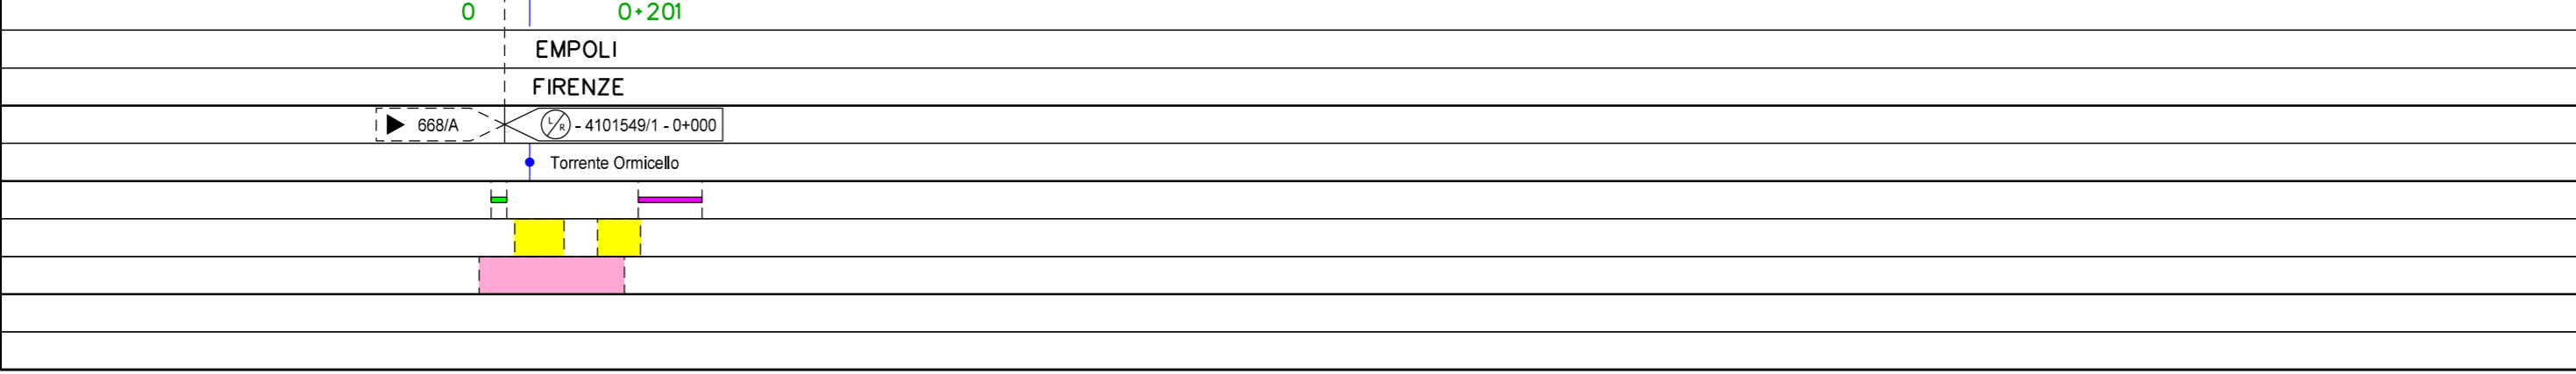 0 0+201
EMPOLI
FIRENZE
668/A L/R - 4101549/1 - 0+000
Torrente Ormicello